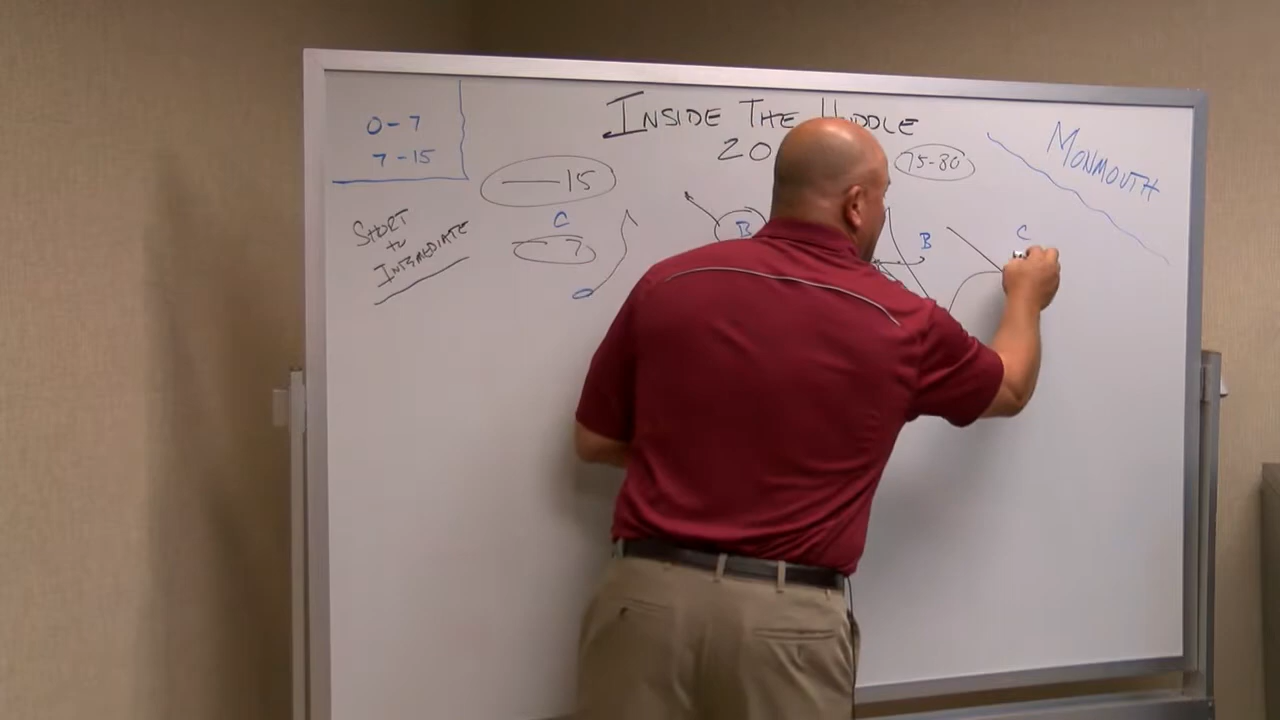 INSIDE THE HUDDLE
20
0-7
7-15
15
75-80
MONMOUTH
SHORT
to
INTERMEDIATE
C
7
B
B
C